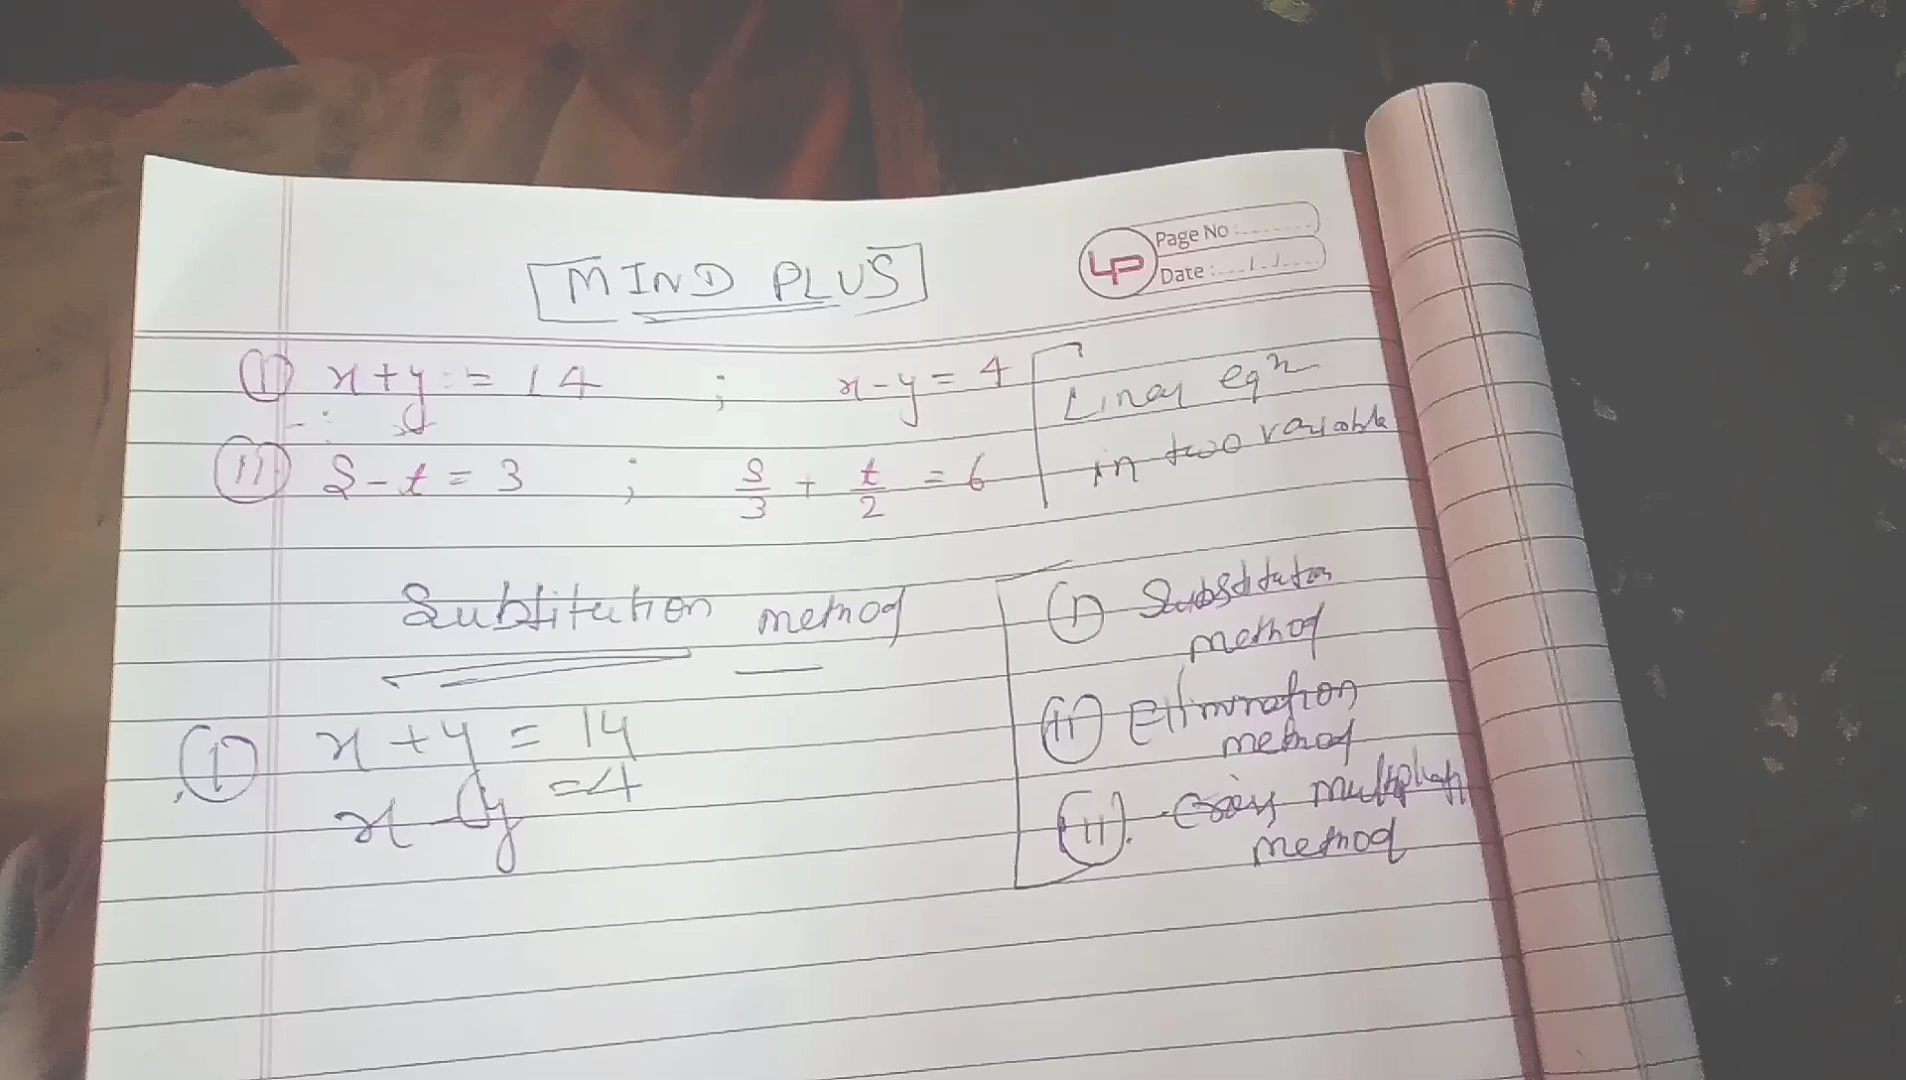 MIND PLUS
LP
Page No :
Date :
(I) x+y = 14 ; x-y = 4
Linear eqn
in two variable
(II) S-t = 3 ; S/3 + t/2 = 6
Subtitution method
(I) Substitution
method
(II) Elimination
method
(II). Cross multiplication
method
(I) x+y = 14
x-y = 4